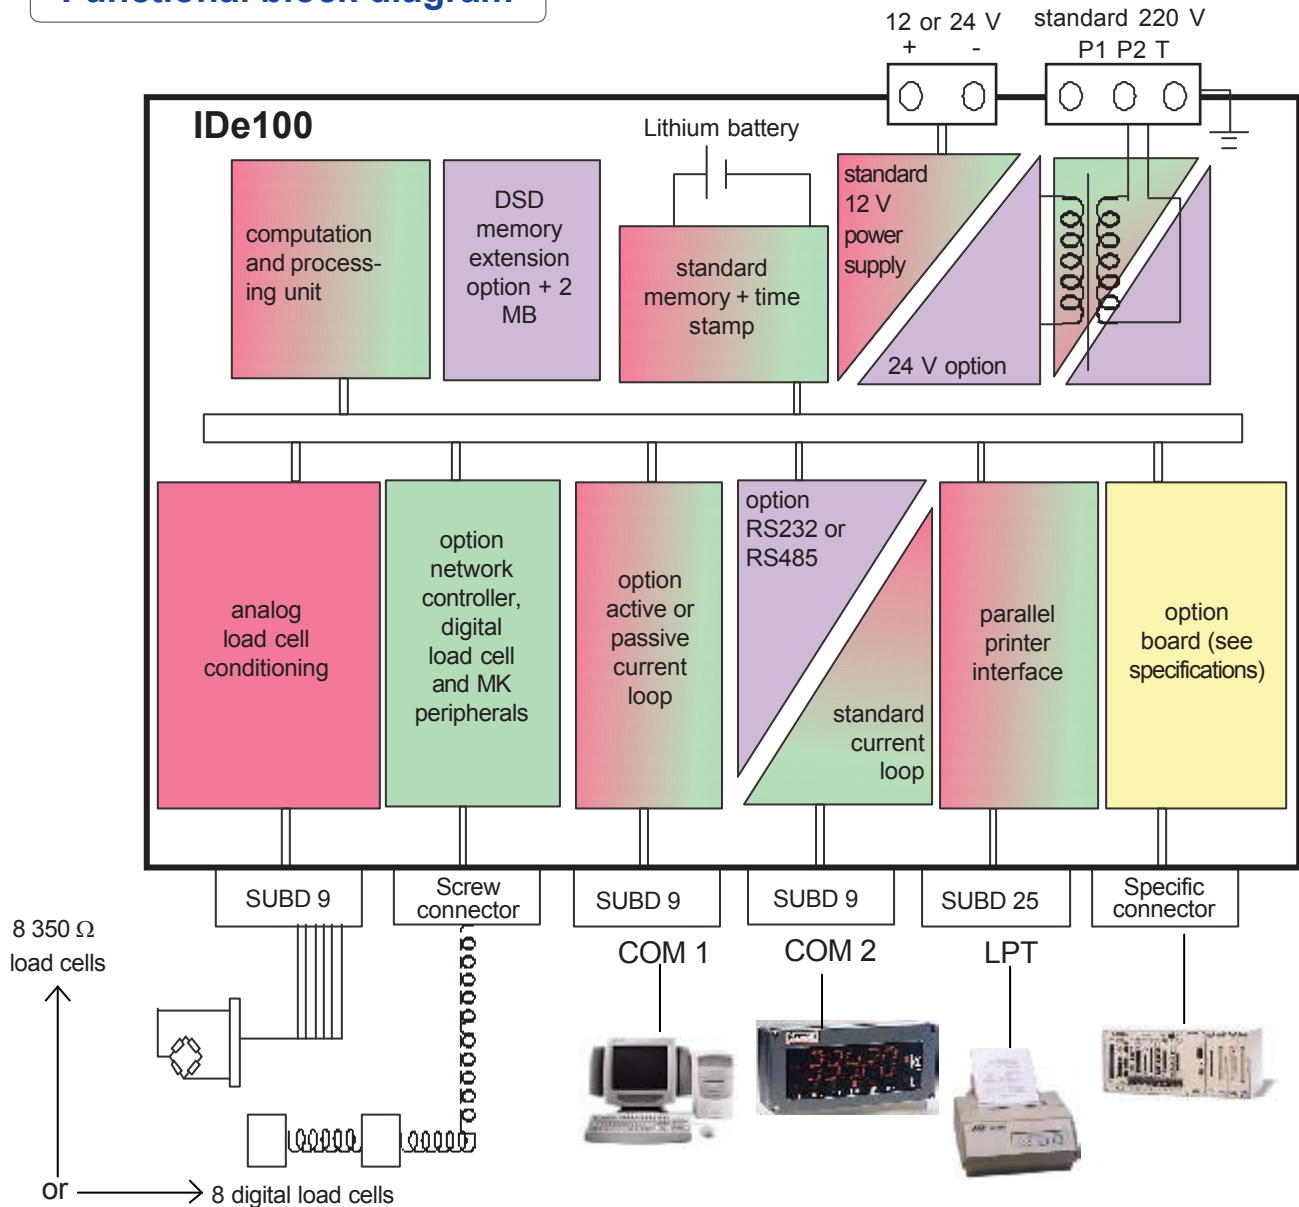 Functional block diagram
12 or 24 V
+ -
standard 220 V
P1 P2 T
IDe100
Lithium battery
computation
and process-
ing unit
DSD
memory
extension
option + 2
MB
standard
memory + time
stamp
standard
12 V
power
supply
24 V option
analog
load cell
conditioning
option
network
controller,
digital
load cell
and MK
peripherals
option
active or
passive
current
loop
option
RS232 or
RS485
standard
current
loop
parallel
printer
interface
option
board (see
specifications)
SUBD 9
Screw
connector
SUBD 9
SUBD 9
SUBD 25
Specific
connector
COM 1
COM 2
LPT
8 350 Ω
load cells
or
8 digital load cells